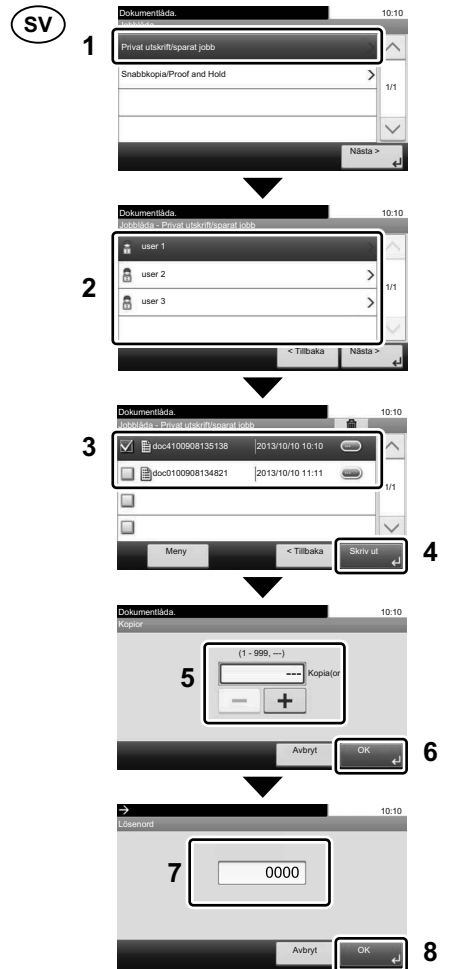 SV
Dokumentlåda. 10:10
Jobblåda
1
Privat utskrift/sparat jobb
Snabbkopia/Proof and Hold
1/1
Nästa >
Dokumentlåda. 10:10
Jobblåda - Privat utskrift/sparat jobb
user 1
2
user 2
1/1
user 3
< Tillbaka Nästa >
Dokumentlåda. 10:10
Jobblåda - Privat utskrift/sparat jobb
3
doc4100908135138 2013/10/10 10:10
doc0100908134821 2013/10/10 11:11
1/1
Meny < Tillbaka Skriv ut
4
Dokumentlåda. 10:10
Kopior
(1 - 999, ---)
5
--- Kopia(or
Avbryt OK
6
10:10
Lösenord
7
0000
Avbryt OK
8